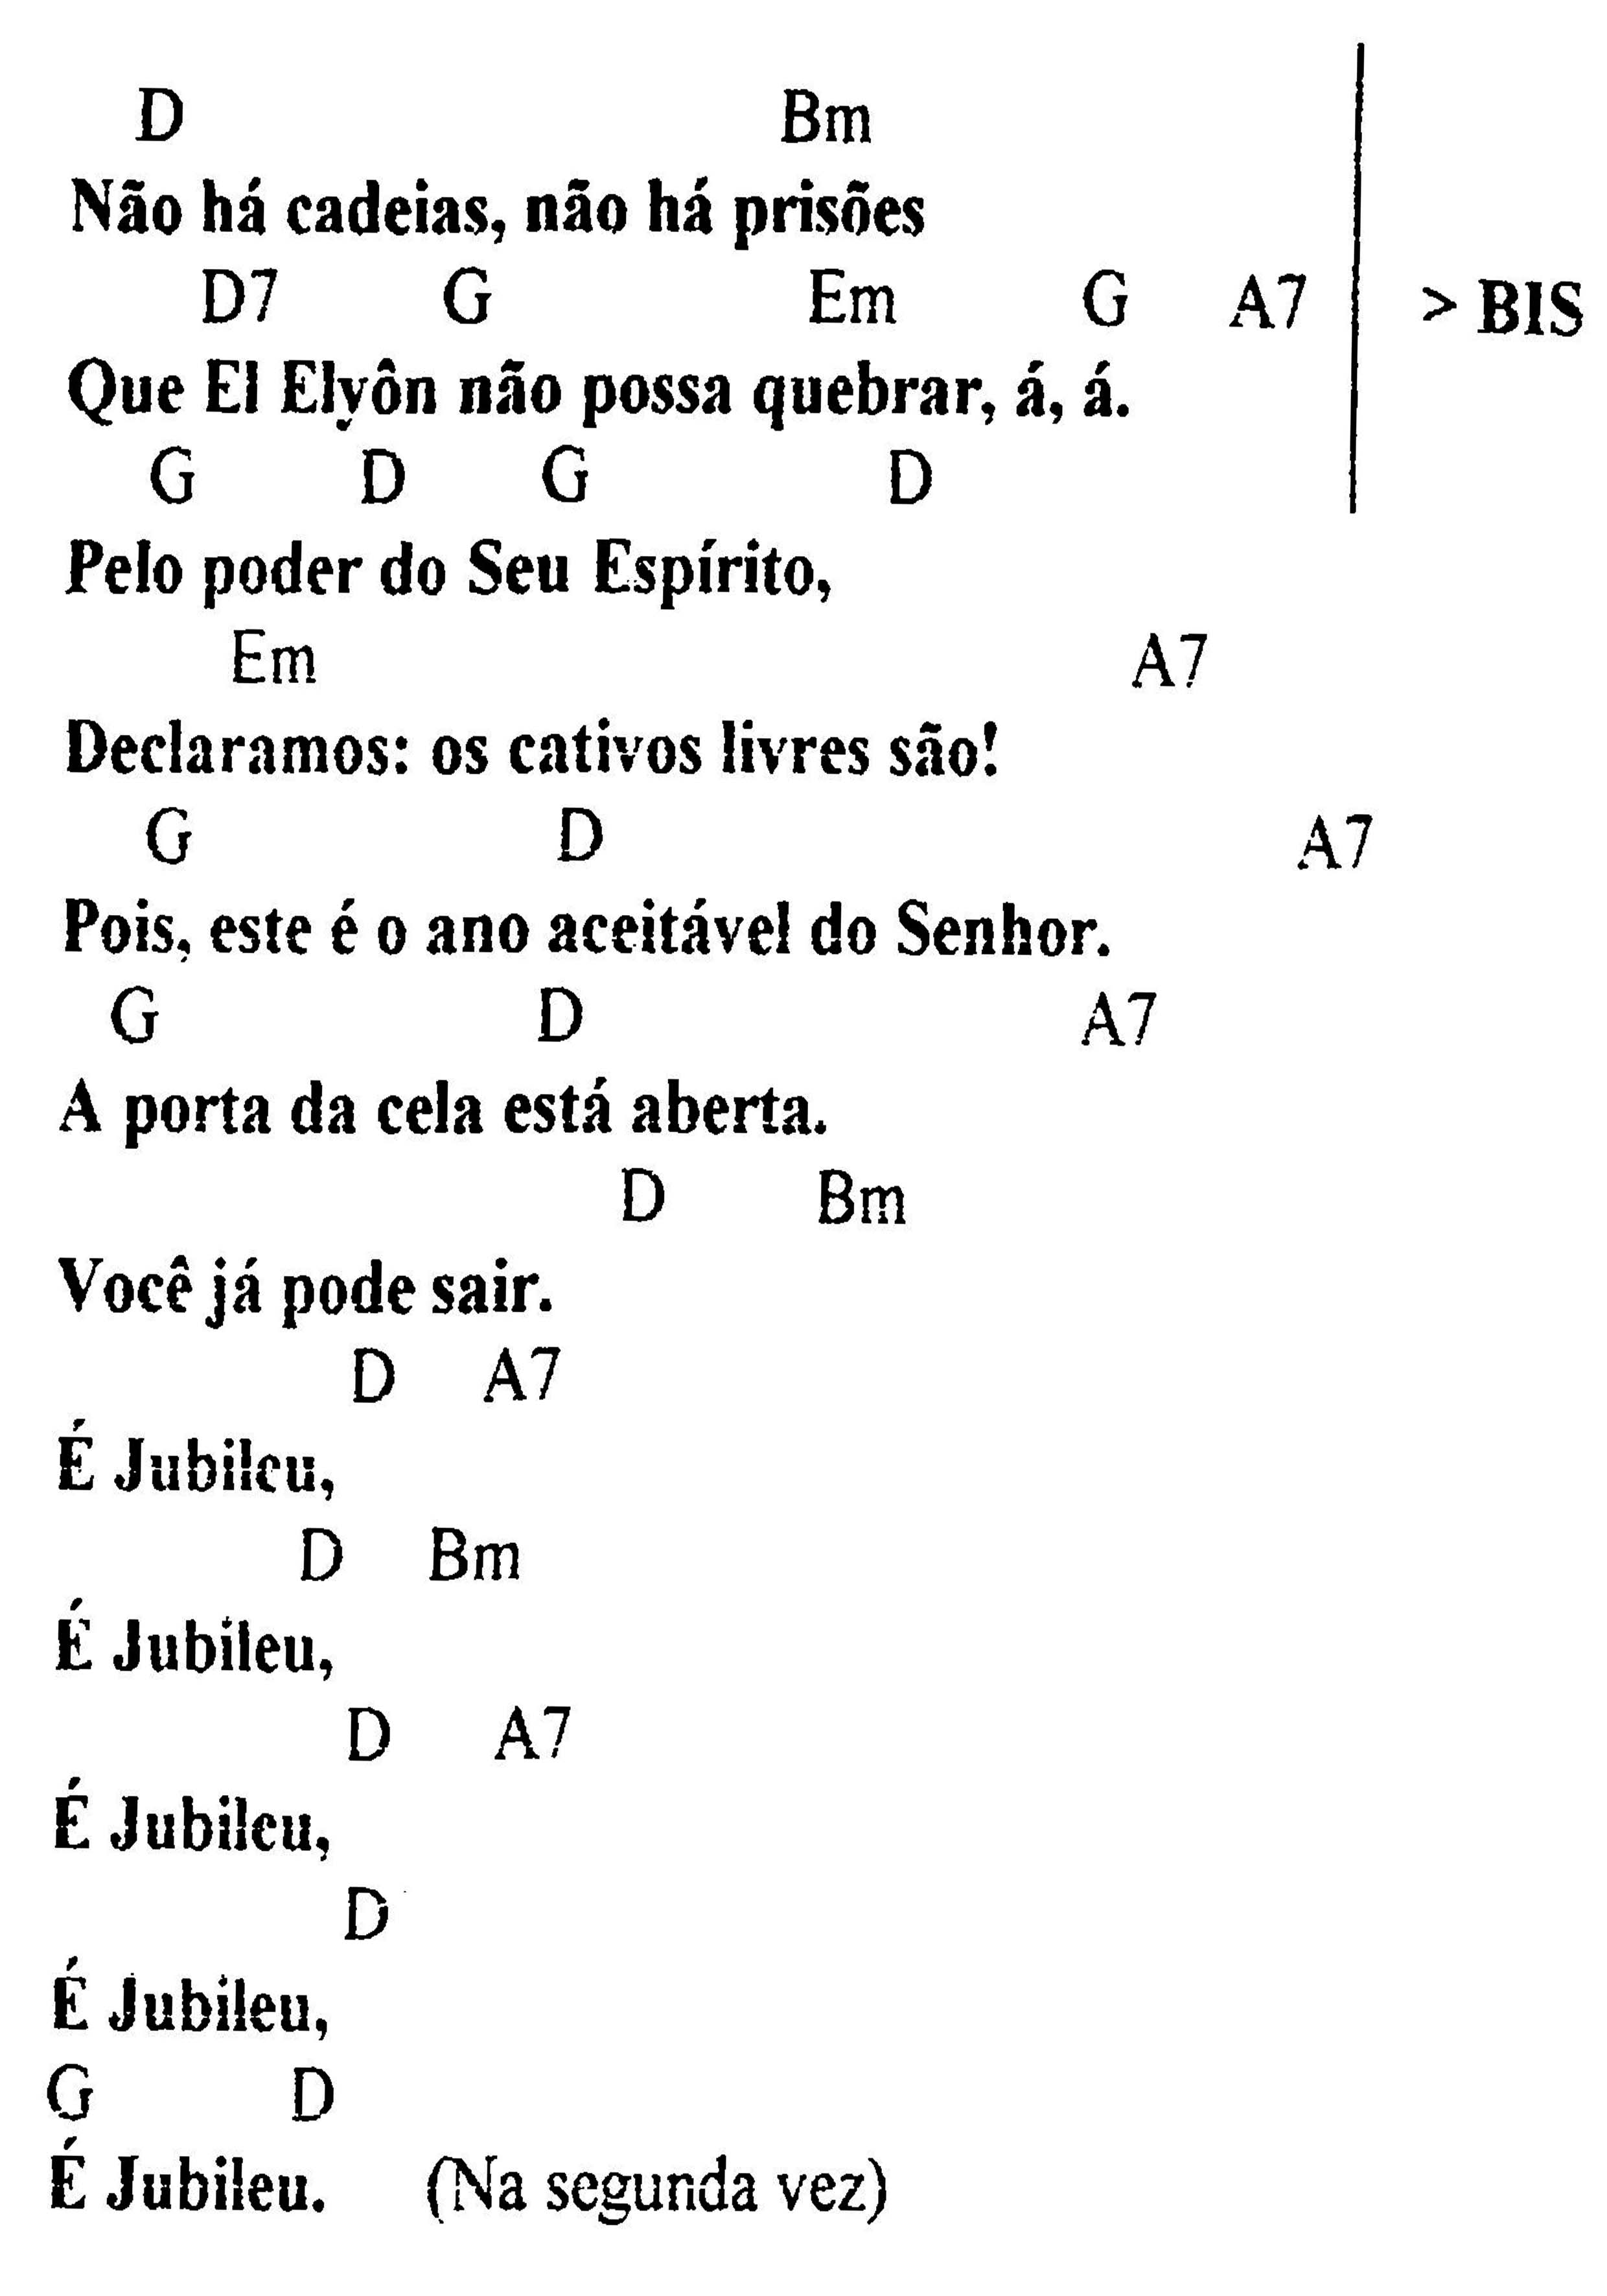 D Bm
Não há cadeias, não há prisões
D7 G Em G A7 > BIS
Que El Elyôn não possa quebrar, á, á.
G D G D
Pelo poder do Seu Espírito,
Em A7
Declaramos: os cativos livres são!
G D A7
Pois, este é o ano aceitável do Senhor.
G D A7
A porta da cela está aberta.
D Bm
Você já pode sair.
D A7
É Jubileu,
D Bm
É Jubileu,
D A7
É Jubileu,
D
É Jubileu,
G D
É Jubileu. (Na segunda vez)